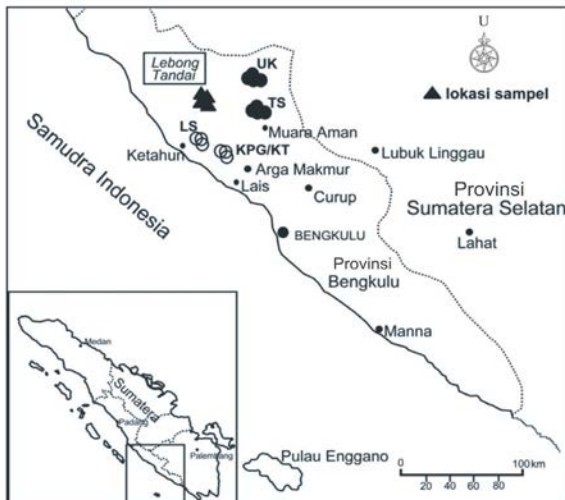 U
lokasi sampel
Lebong
Tandai
UK
TS
Muara Aman
LS
Ketahun
KPG/KT
Lubuk Linggau
Arga Makmur
Lais
Curup
Provinsi
Sumatera Selatan
Samudra Indonesia
BENGKULU
Lahat
Provinsi
Bengkulu
Manna
Medan
Sumatera
Padang
Palembang
Pulau Enggano
0 100 km
20 40 60 80